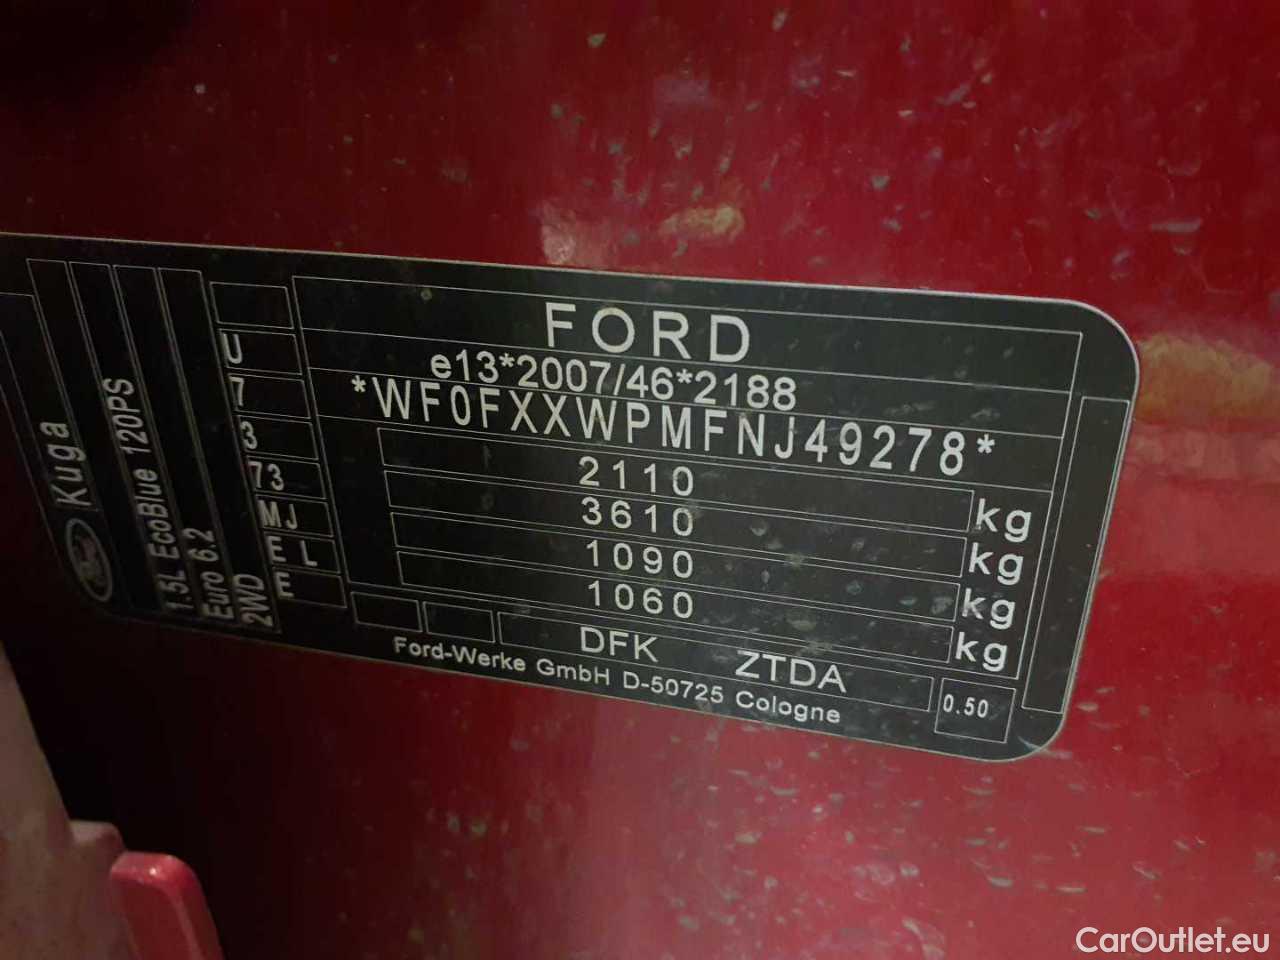 FORD
e13*2007/46*2188
*WF0FXXWPMFNJ49278*
2110 kg
3610 kg
1090 kg
1060 kg
DFK ZTDA
0.50
Ford-Werke GmbH D-50725 Cologne
U
7
3
73
MJ
E L
E
Kuga
1.5L EcoBlue 120PS
Euro 6.2
2WD
CarOutlet.eu